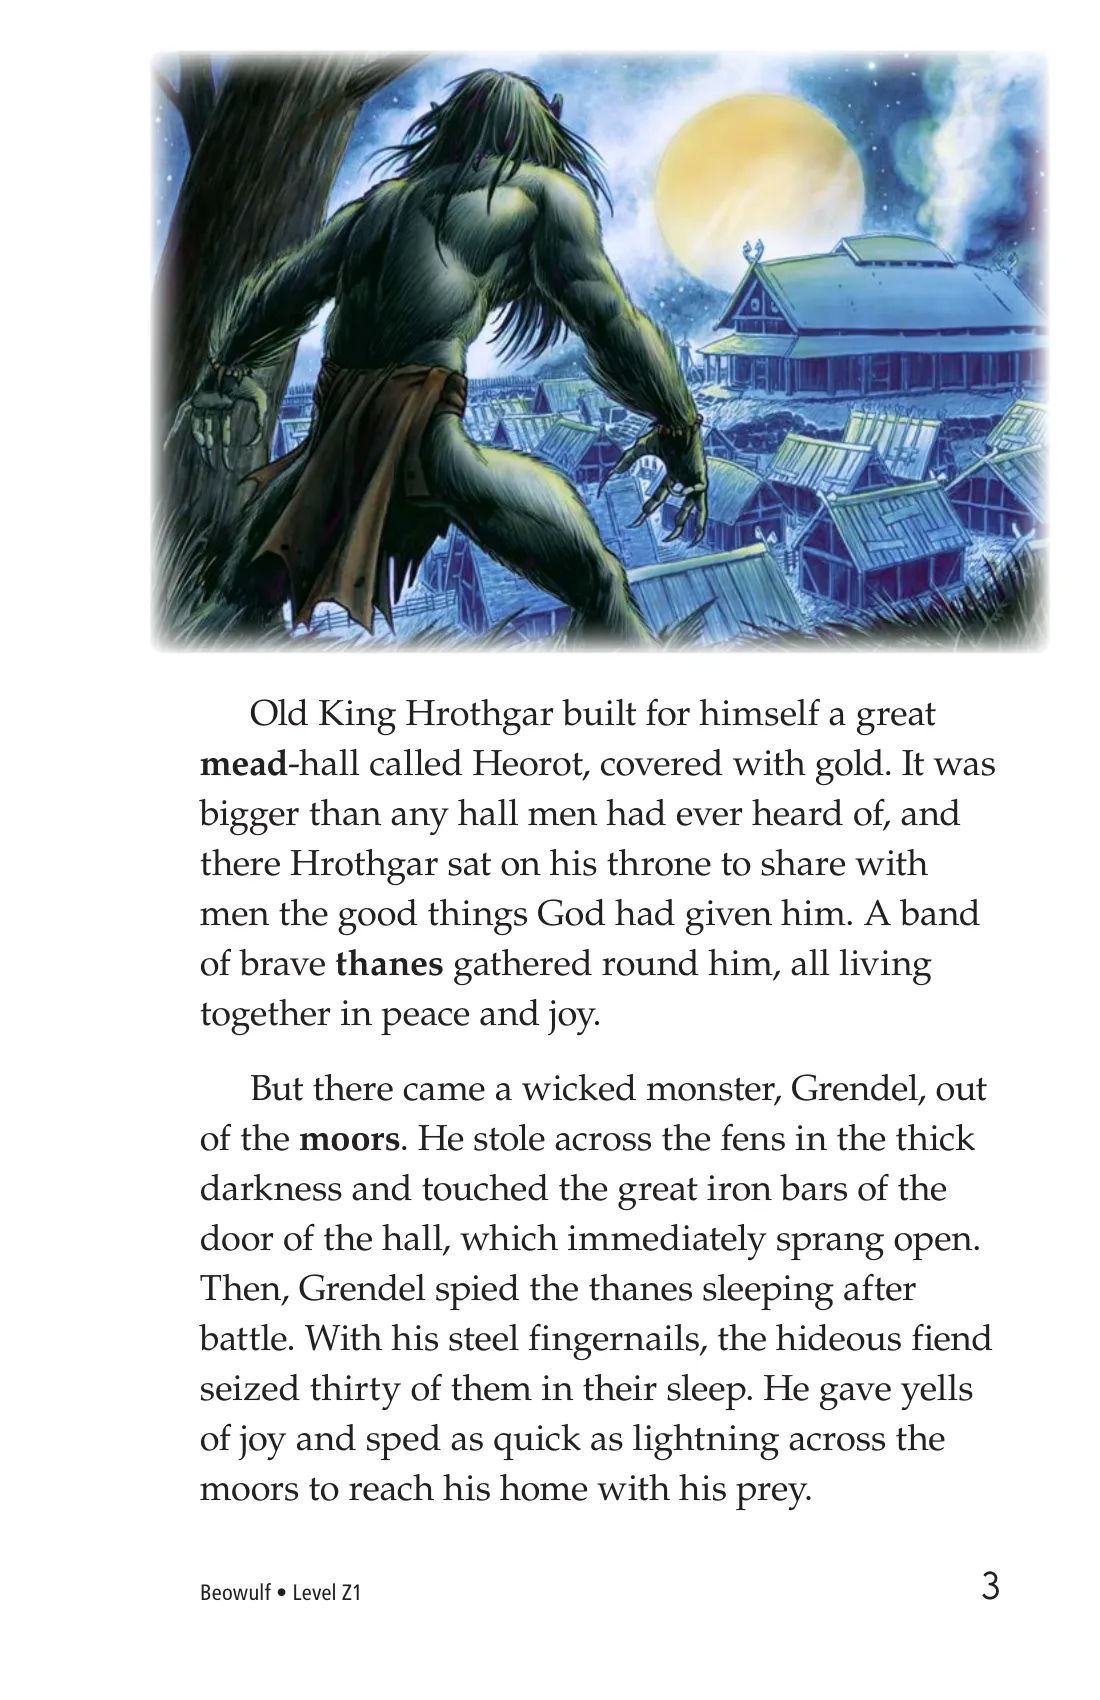 Old King Hrothgar built for himself a great
mead-hall called Heorot, covered with gold. It was
bigger than any hall men had ever heard of, and
there Hrothgar sat on his throne to share with
men the good things God had given him. A band
of brave thanes gathered round him, all living
together in peace and joy.
But there came a wicked monster, Grendel, out
of the moors. He stole across the fens in the thick
darkness and touched the great iron bars of the
door of the hall, which immediately sprang open.
Then, Grendel spied the thanes sleeping after
battle. With his steel fingernails, the hideous fiend
seized thirty of them in their sleep. He gave yells
of joy and sped as quick as lightning across the
moors to reach his home with his prey.
Beowulf • Level Z1
3